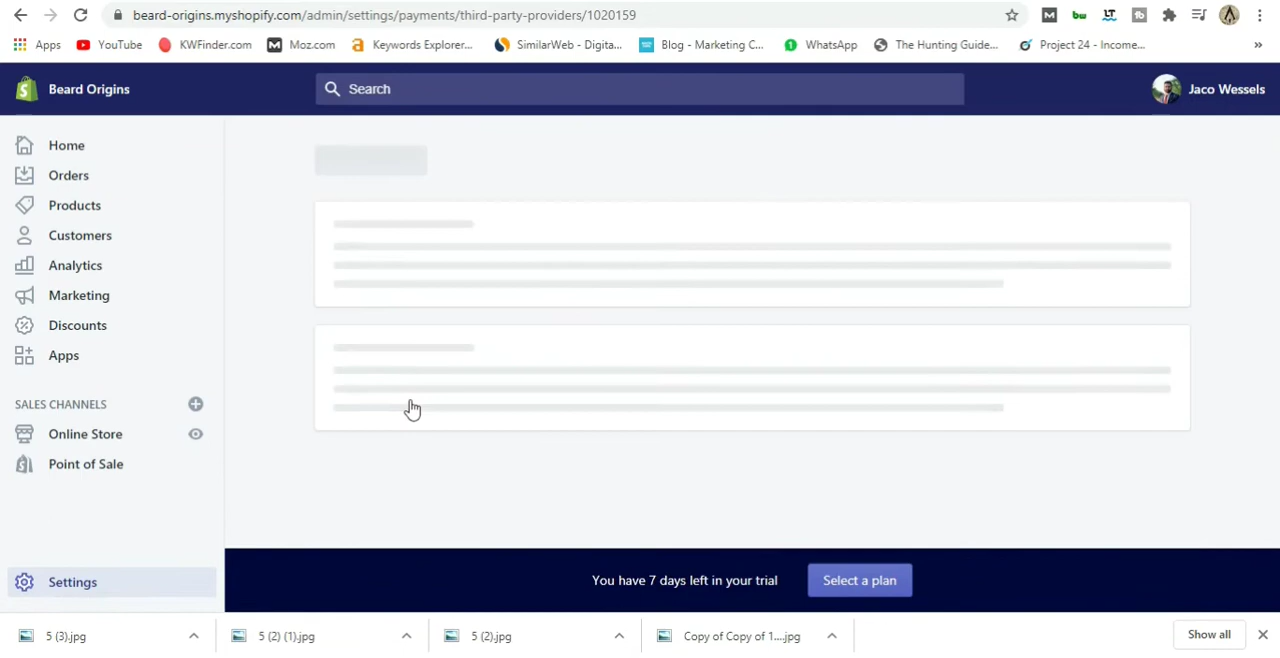 beard-origins.myshopify.com/admin/settings/payments/third-party-providers/1020159
Apps YouTube KWFinder.com Moz.com Keywords Explorer... SimilarWeb - Digita... Blog - Marketing C... WhatsApp The Hunting Guide... Project 24 - Income... »
Beard Origins Search Jaco Wessels
Home
Orders
Products
Customers
Analytics
Marketing
Discounts
Apps
SALES CHANNELS
Online Store
Point of Sale
Settings
You have 7 days left in your trial Select a plan
5 (3).jpg 5 (2) (1).jpg 5 (2).jpg Copy of Copy of 1....jpg Show all